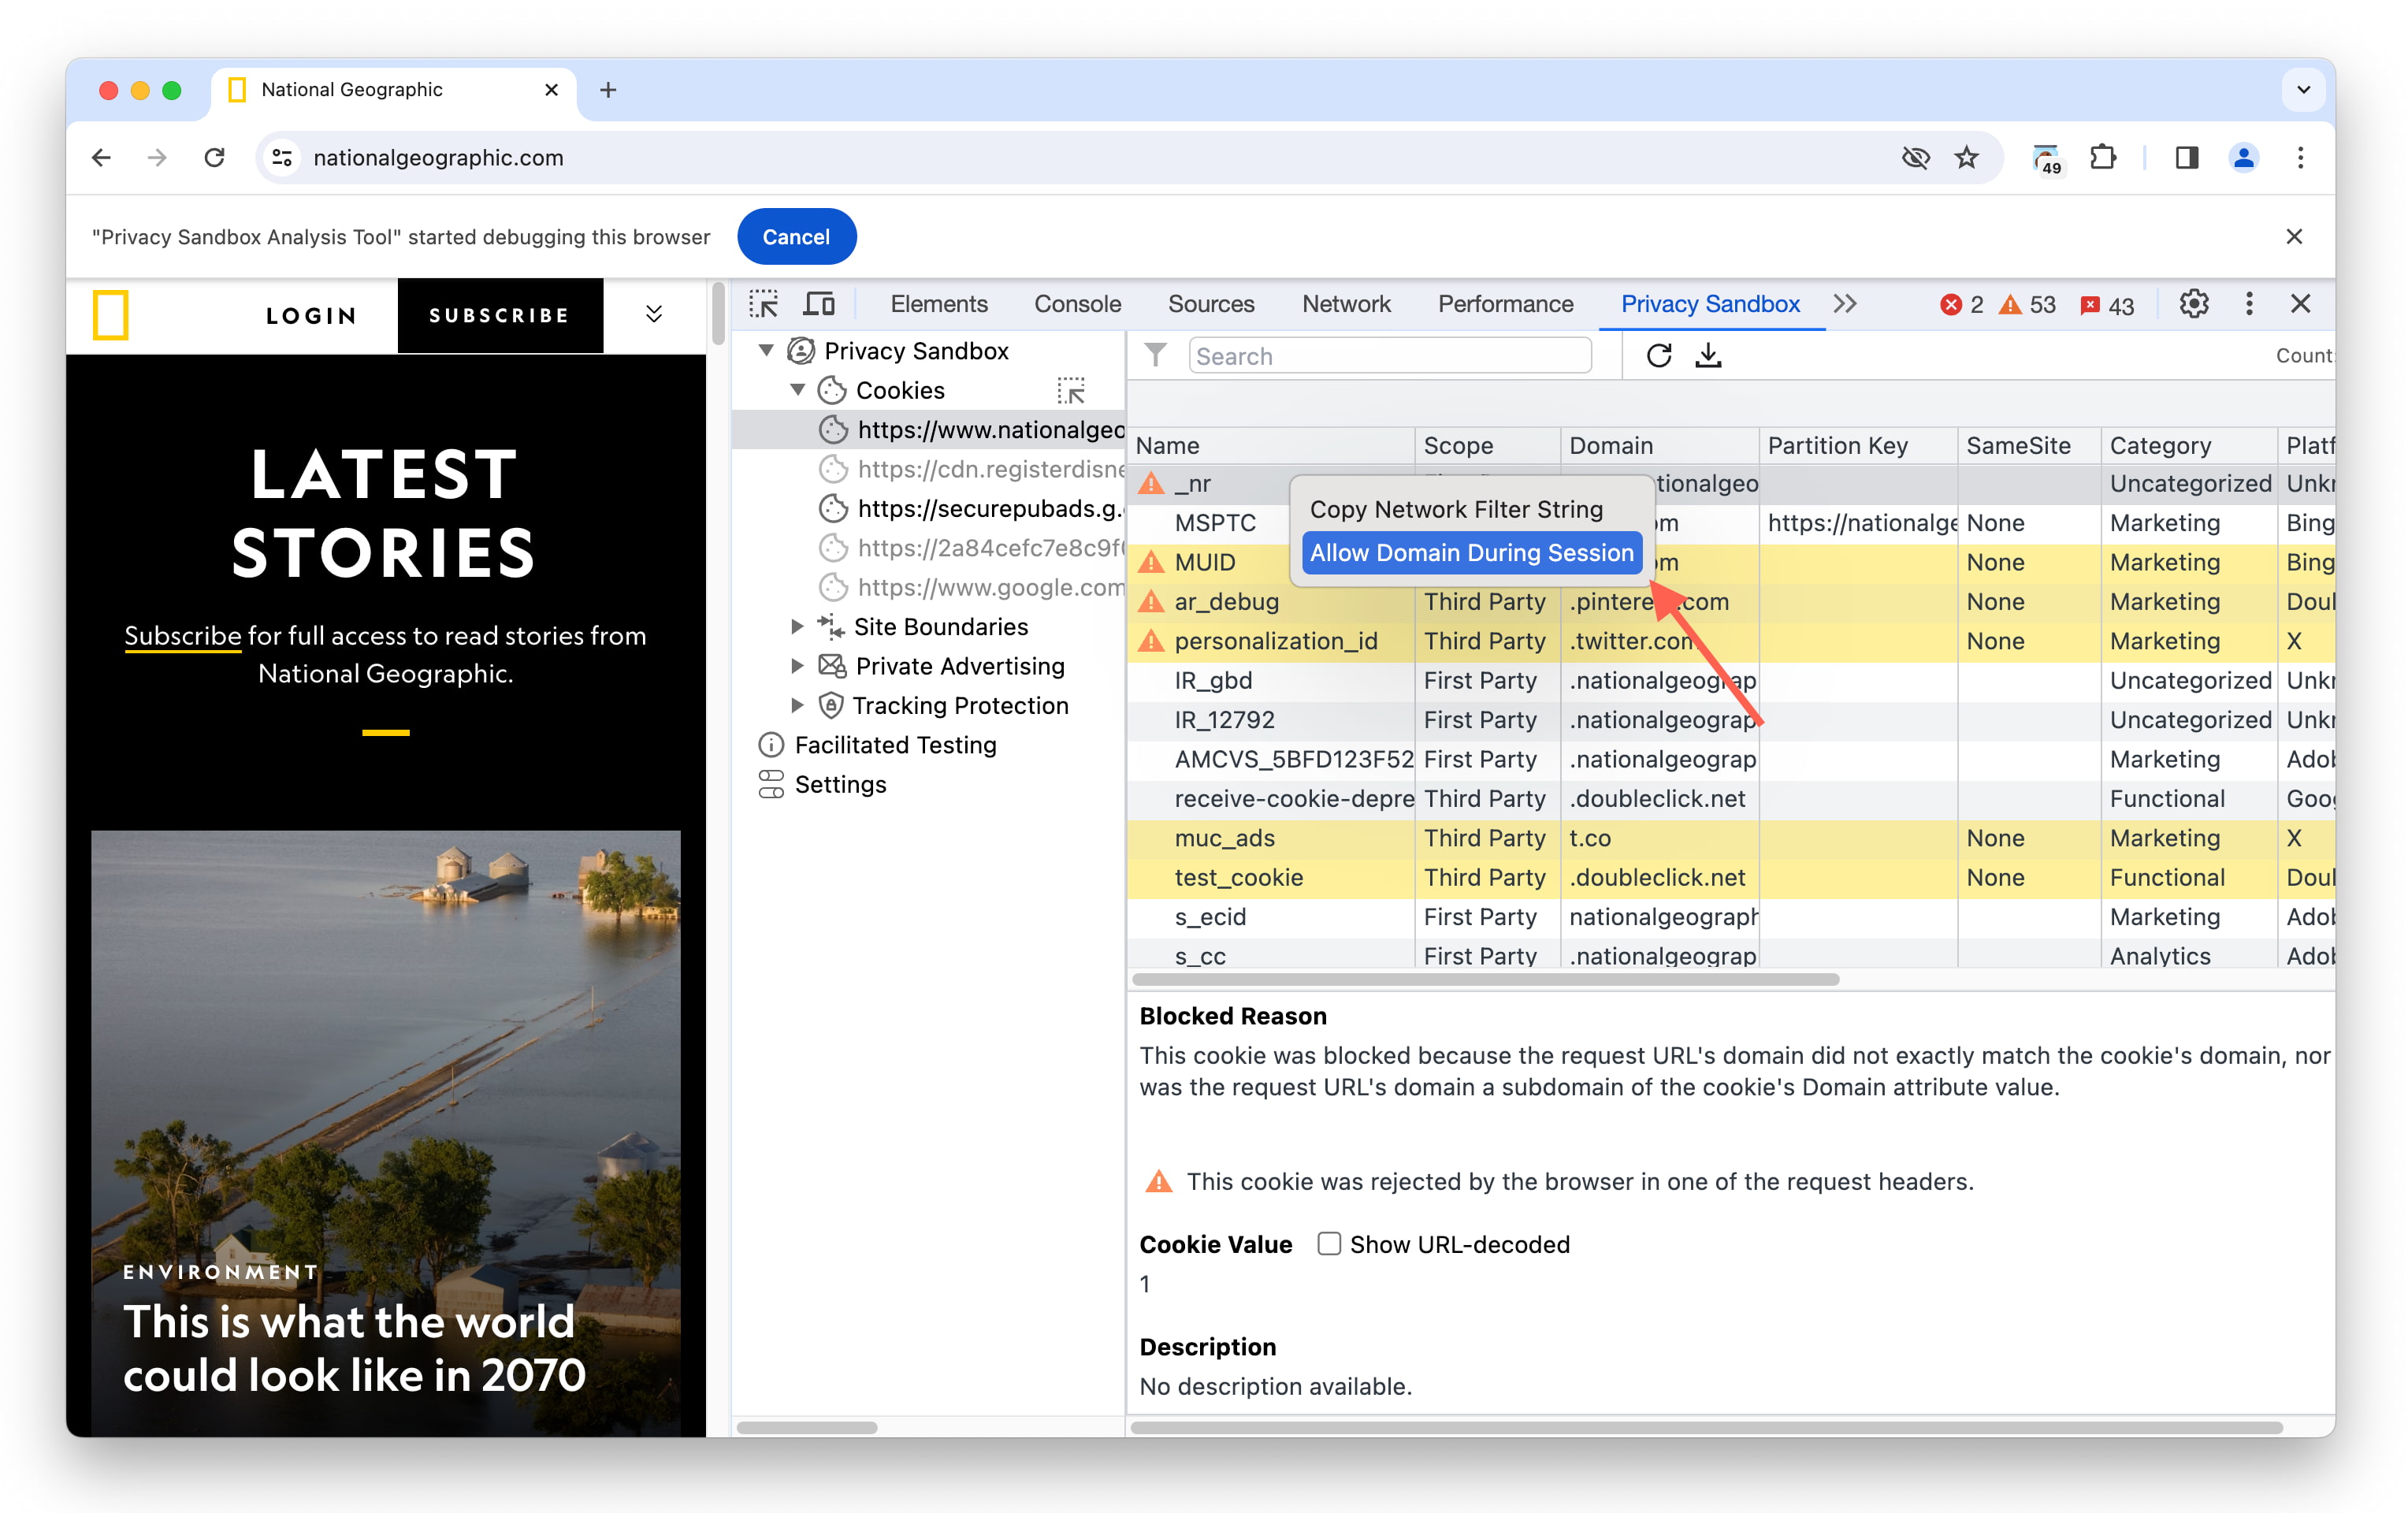 National Geographic
nationalgeographic.com
49
"Privacy Sandbox Analysis Tool" started debugging this browser
Cancel
LOGIN
SUBSCRIBE
LATEST
STORIES
Subscribe for full access to read stories from
National Geographic.
ENVIRONMENT
This is what the world
could look like in 2070
Elements Console Sources Network Performance Privacy Sandbox 2 53 43
Privacy Sandbox
Cookies
https://www.nationalgeo
https://cdn.registerdisne
https://securepubads.g.
https://2a84cefc7e8c9f
https://www.google.com
Site Boundaries
Private Advertising
Tracking Protection
Facilitated Testing
Settings
Search
Count:
Name Scope Domain Partition Key SameSite Category Platf
_nr tionalgeo Uncategorized Unkn
MSPTC om https://nationalge None Marketing Bing
MUID om None Marketing Bing
ar_debug Third Party .pintere .com None Marketing Doul
personalization_id Third Party .twitter.com None Marketing X
IR_gbd First Party .nationalgeograp Uncategorized Unkn
IR_12792 First Party .nationalgeograp Uncategorized Unkn
AMCVS_5BFD123F52 First Party .nationalgeograp Marketing Adob
receive-cookie-depre Third Party .doubleclick.net Functional Goog
muc_ads Third Party t.co None Marketing X
test_cookie Third Party .doubleclick.net None Functional Doul
s_ecid First Party nationalgeograph Marketing Adob
s_cc First Party .nationalgeograp Analytics Adob
Copy Network Filter String
Allow Domain During Session
Blocked Reason
This cookie was blocked because the request URL's domain did not exactly match the cookie's domain, nor
was the request URL's domain a subdomain of the cookie's Domain attribute value.
This cookie was rejected by the browser in one of the request headers.
Cookie Value Show URL-decoded
1
Description
No description available.